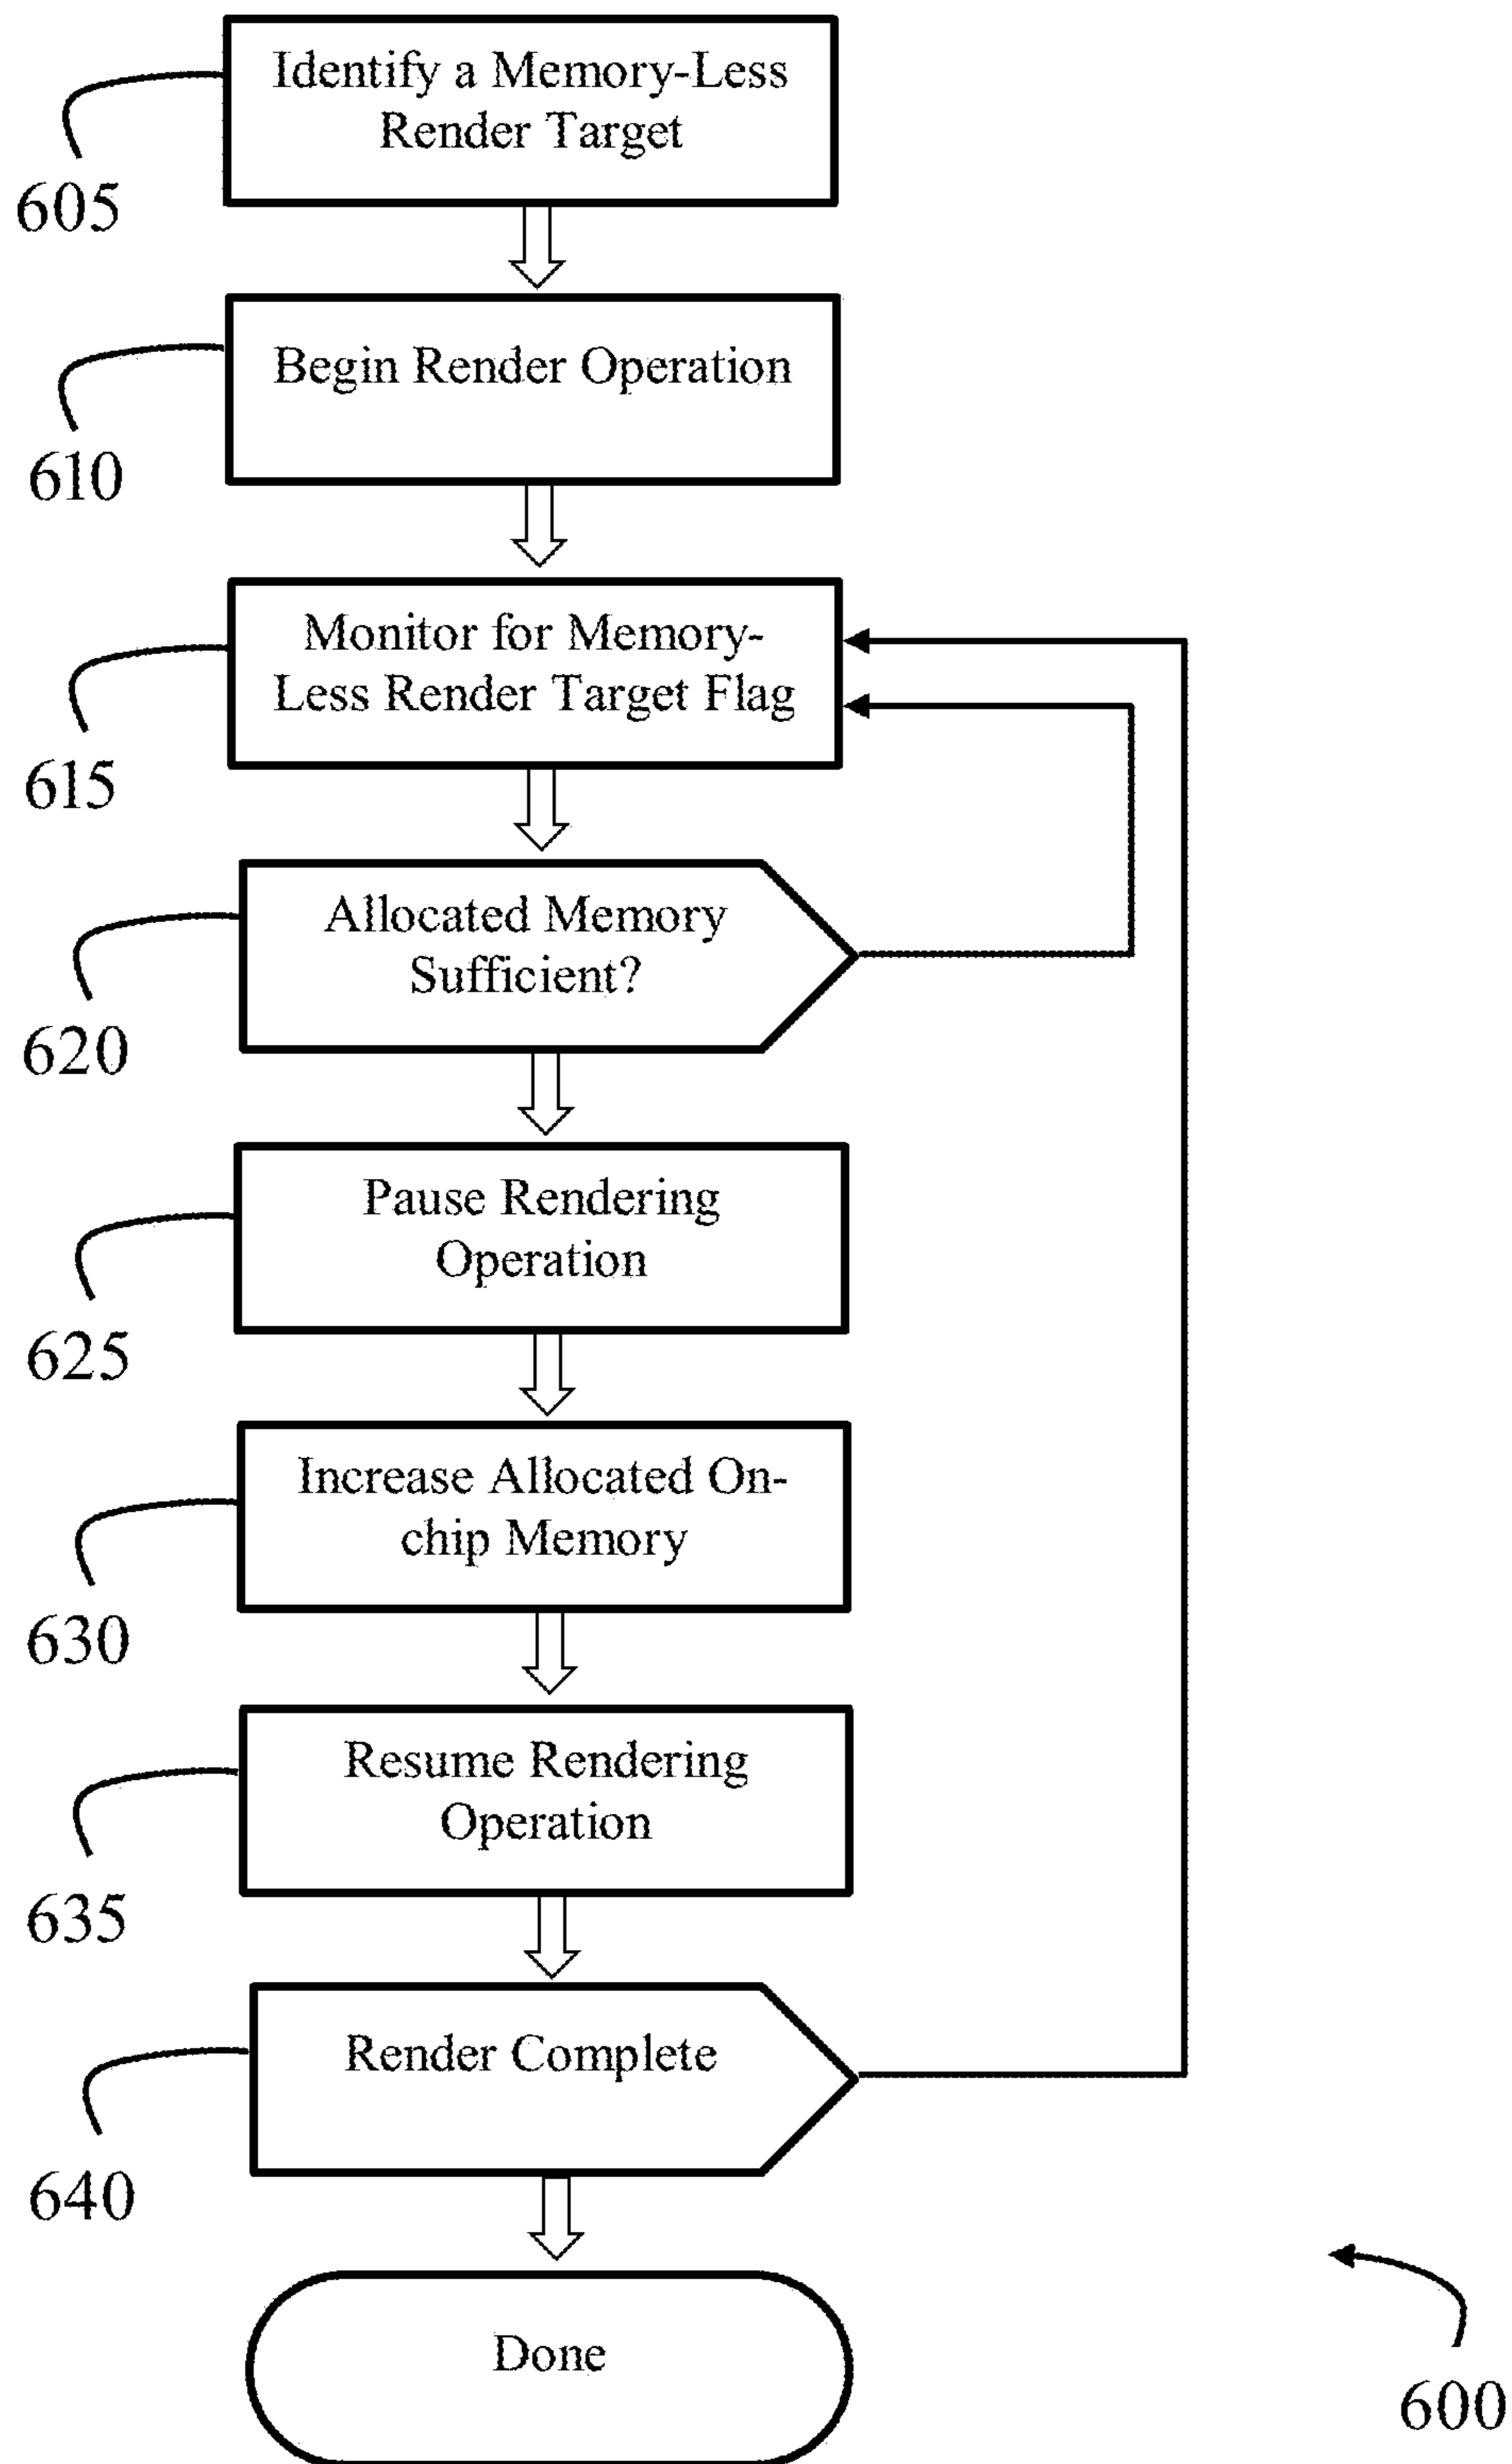 Identify a Memory-Less
Render Target
605
Begin Render Operation
610
Monitor for Memory-
Less Render Target Flag
615
Allocated Memory
Sufficient?
620
Pause Rendering
Operation
625
Increase Allocated On-
chip Memory
630
Resume Rendering
Operation
635
Render Complete
640
Done
600